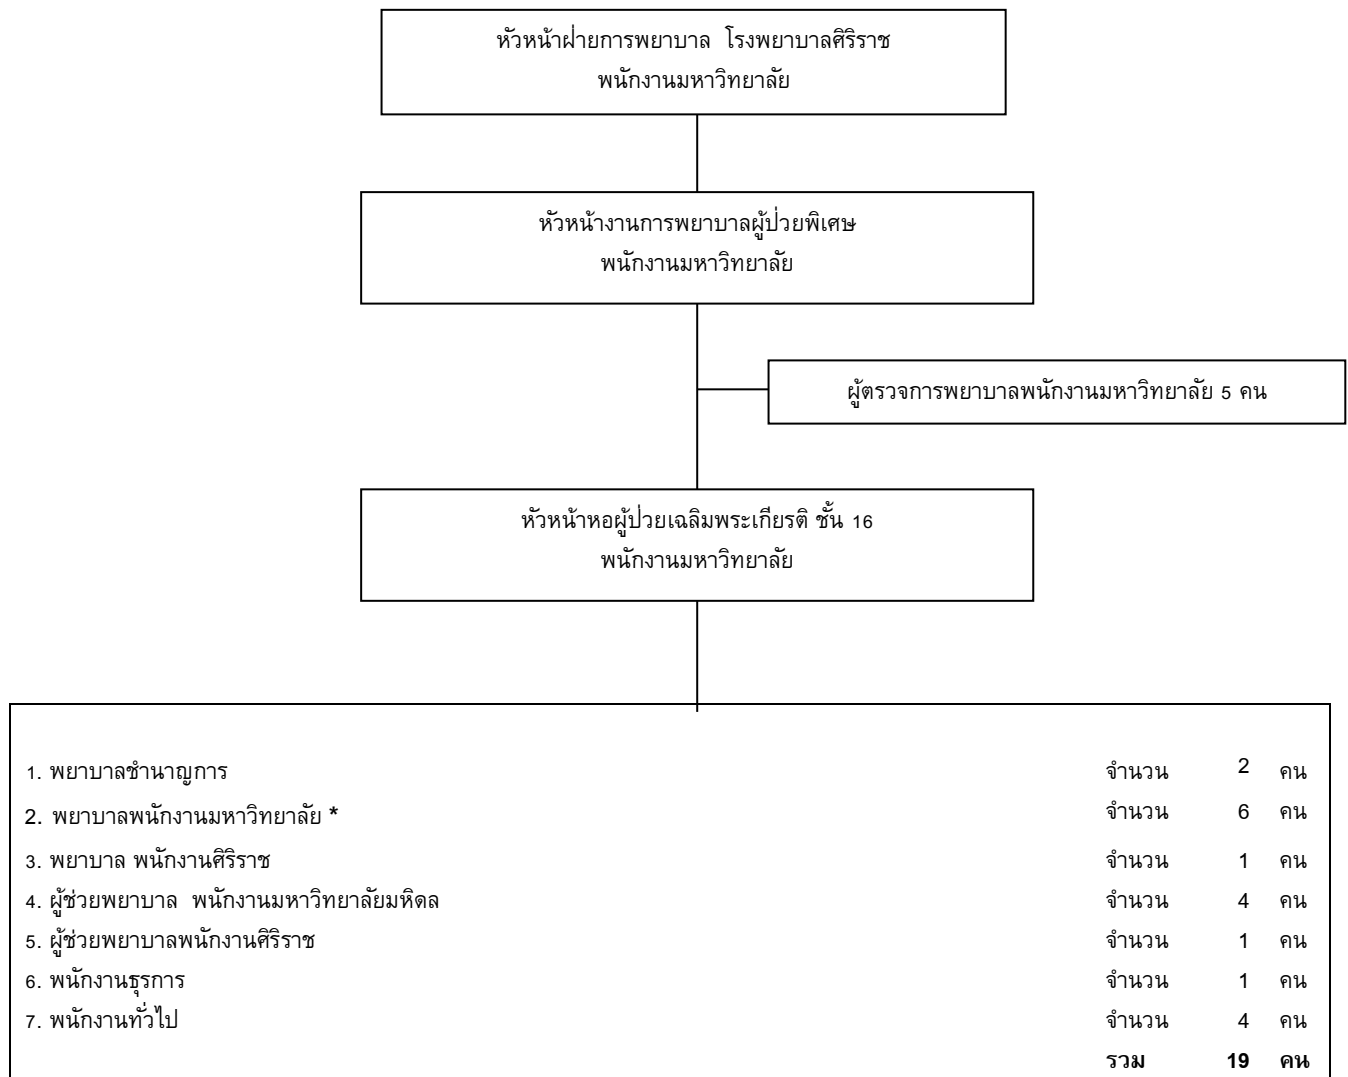 หัวหน้าฝ่ายการพยาบาล โรงพยาบาลศิริราช
พนักงานมหาวิทยาลัย
หัวหน้างานการพยาบาลผู้ป่วยพิเศษ
พนักงานมหาวิทยาลัย
ผู้ตรวจการพยาบาลพนักงานมหาวิทยาลัย 5 คน
หัวหน้าหอผู้ป่วยเฉลิมพระเกียรติ ชั้น 16
พนักงานมหาวิทยาลัย
1. พยาบาลชำนาญการ จำนวน 2 คน
2. พยาบาลพนักงานมหาวิทยาลัย * จำนวน 6 คน
3. พยาบาล พนักงานศิริราช จำนวน 1 คน
4. ผู้ช่วยพยาบาล พนักงานมหาวิทยาลัยมหิดล จำนวน 4 คน
5. ผู้ช่วยพยาบาลพนักงานศิริราช จำนวน 1 คน
6. พนักงานธุรการ จำนวน 1 คน
7. พนักงานทั่วไป จำนวน 4 คน
รวม 19 คน